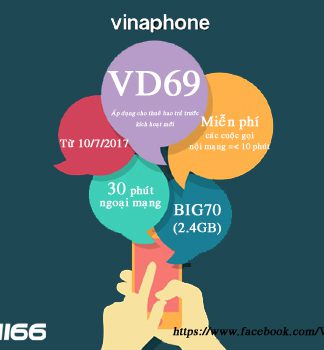 vinaphone
VD69
Áp dụng cho thuê bao trả trước
kích hoạt mới
Từ 10/7/2017
Miễn phí
các cuộc gọi
nội mạng =< 10 phút
30 phút
ngoại mạng
BIG70
(2.4GB)
1166
https://www.facebook.com/V